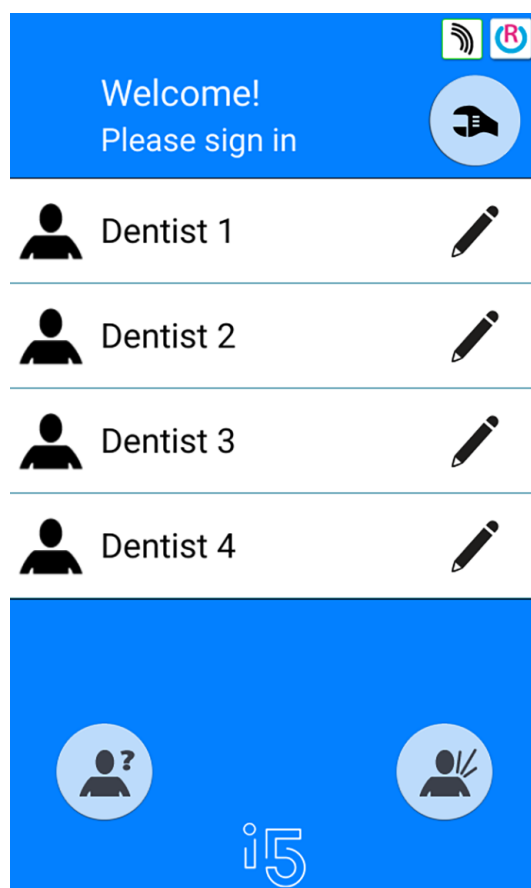 R
Welcome!
Please sign in
Dentist 1
Dentist 2
Dentist 3
Dentist 4
?
i5